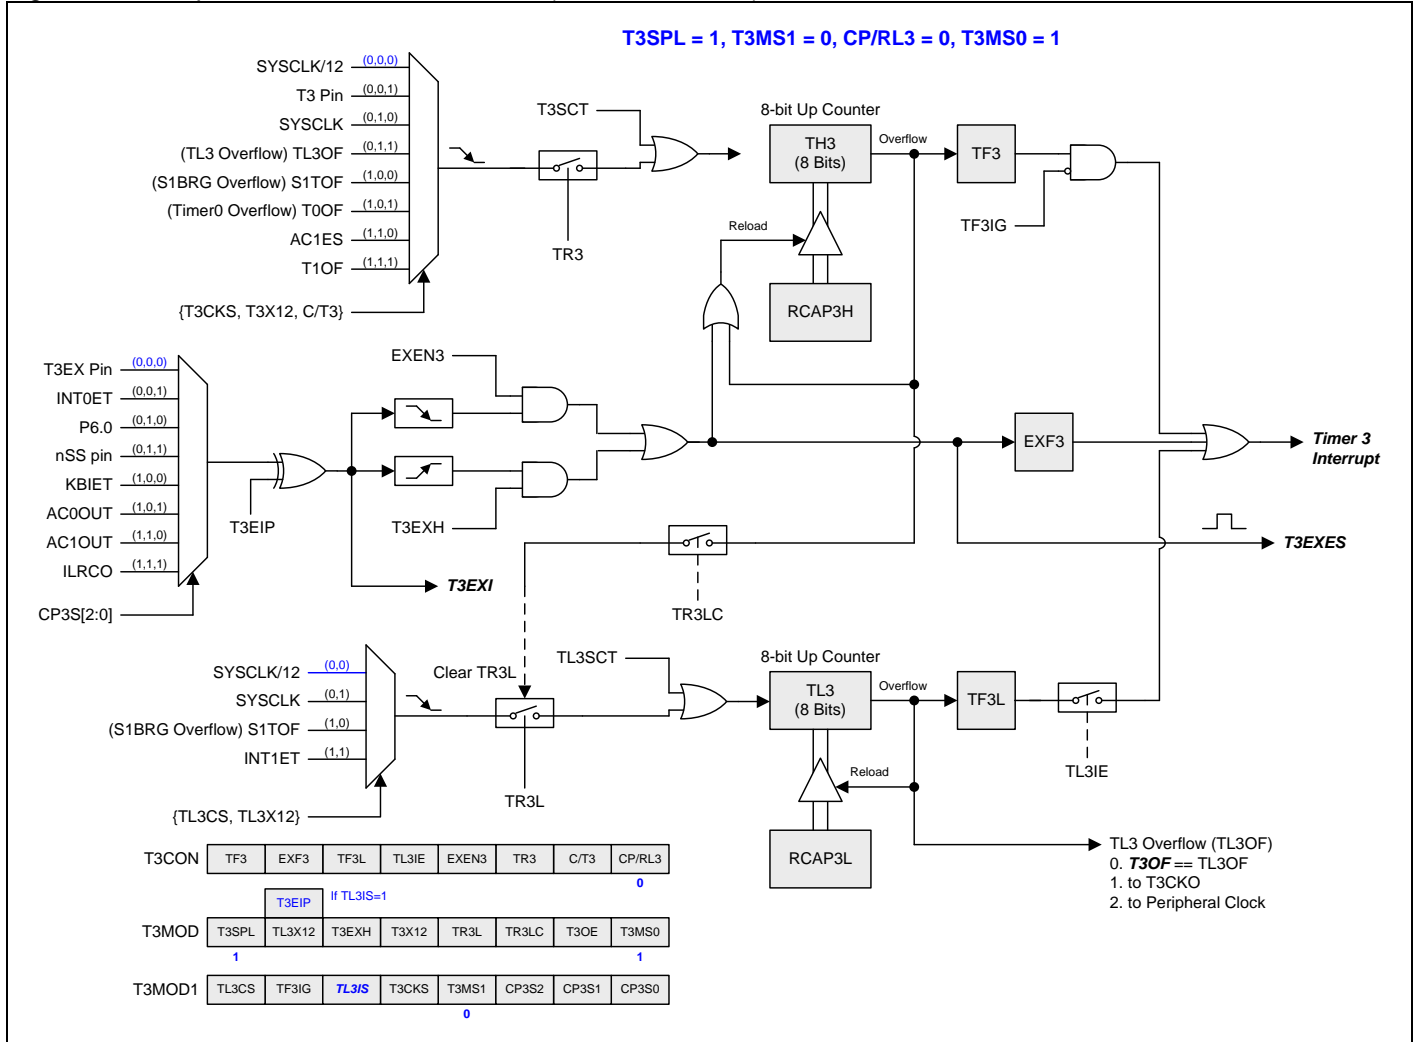 T3SPL = 1, T3MS1 = 0, CP/RL3 = 0, T3MS0 = 1
SYSCLK/12 (0,0,0)
T3 Pin (0,0,1)
SYSCLK (0,1,0)
(TL3 Overflow) TL3OF (0,1,1)
(S1BRG Overflow) S1TOF (1,0,0)
(Timer0 Overflow) T0OF (1,0,1)
AC1ES (1,1,0)
T1OF (1,1,1)
{T3CKS, T3X12, C/T3}
TR3
T3SCT
8-bit Up Counter
TH3
(8 Bits)
Overflow
TF3
TF3IG
Reload
RCAP3H
T3EX Pin (0,0,0)
INT0ET (0,0,1)
P6.0 (0,1,0)
nSS pin (0,1,1)
KBIET (1,0,0)
AC0OUT (1,0,1)
AC1OUT (1,1,0)
ILRCO (1,1,1)
CP3S[2:0]
T3EIP
EXEN3
T3EXH
T3EXI
EXF3
Timer 3
Interrupt
T3EXES
TR3LC
SYSCLK/12 (0,0)
SYSCLK (0,1)
(S1BRG Overflow) S1TOF (1,0)
INT1ET (1,1)
{TL3CS, TL3X12}
Clear TR3L
TR3L
TL3SCT
8-bit Up Counter
TL3
(8 Bits)
Overflow
TF3L
TL3IE
Reload
RCAP3L
TL3 Overflow (TL3OF)
0. T3OF == TL3OF
1. to T3CKO
2. to Peripheral Clock
T3CON TF3 EXF3 TF3L TL3IE EXEN3 TR3 C/T3 CP/RL3
0
T3EIP If TL3IS=1
T3MOD T3SPL TL3X12 T3EXH T3X12 TR3L TR3LC T3OE T3MS0
1 1
T3MOD1 TL3CS TF3IG TL3IS T3CKS T3MS1 CP3S2 CP3S1 CP3S0
0